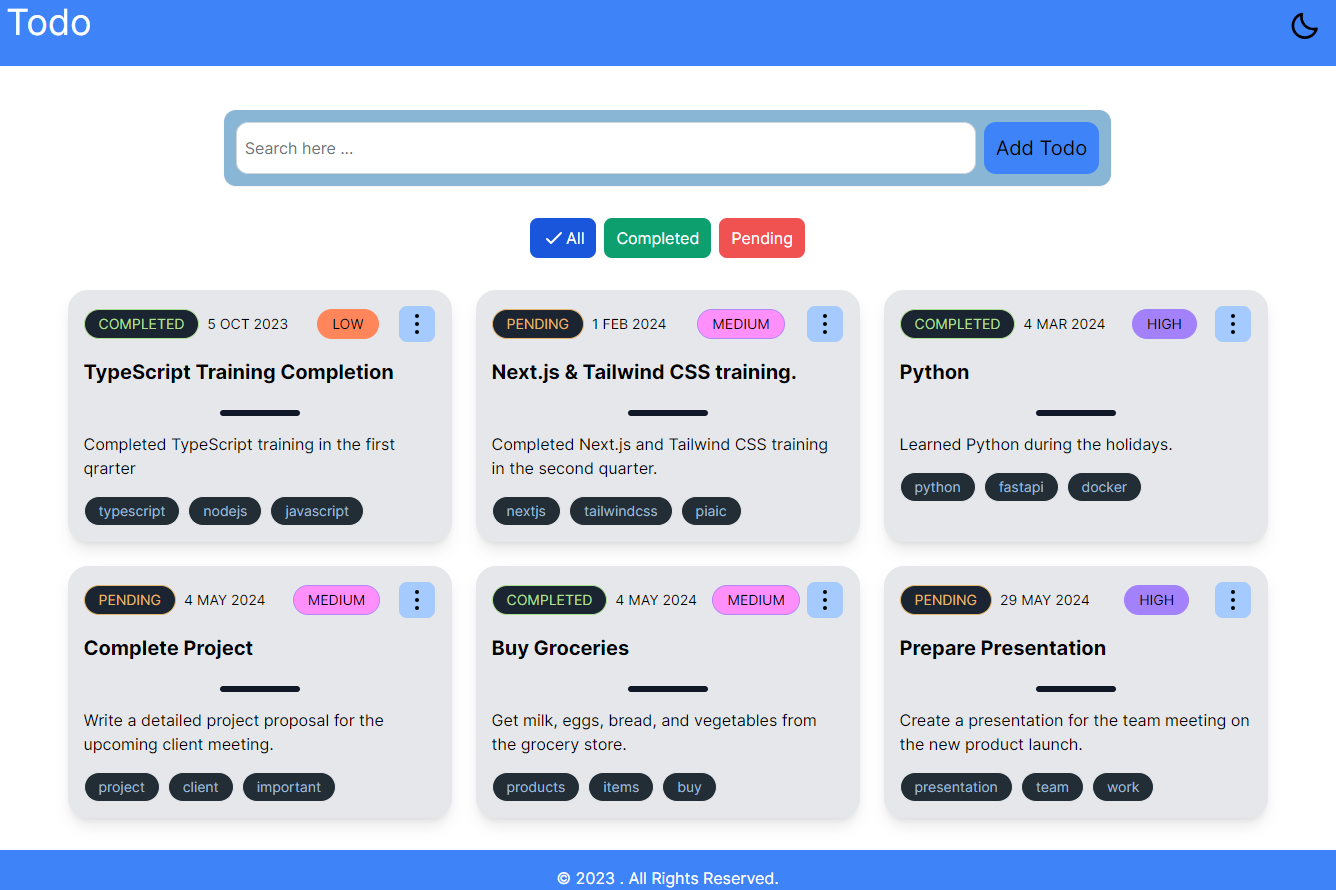 Todo
Search here ...
Add Todo
All
Completed
Pending
COMPLETED 5 OCT 2023 LOW
TypeScript Training Completion
Completed TypeScript training in the first
qrarter
typescript nodejs javascript
PENDING 1 FEB 2024 MEDIUM
Next.js & Tailwind CSS training.
Completed Next.js and Tailwind CSS training
in the second quarter.
nextjs tailwindcss piaic
COMPLETED 4 MAR 2024 HIGH
Python
Learned Python during the holidays.
python fastapi docker
PENDING 4 MAY 2024 MEDIUM
Complete Project
Write a detailed project proposal for the
upcoming client meeting.
project client important
COMPLETED 4 MAY 2024 MEDIUM
Buy Groceries
Get milk, eggs, bread, and vegetables from
the grocery store.
products items buy
PENDING 29 MAY 2024 HIGH
Prepare Presentation
Create a presentation for the team meeting on
the new product launch.
presentation team work
© 2023 . All Rights Reserved.